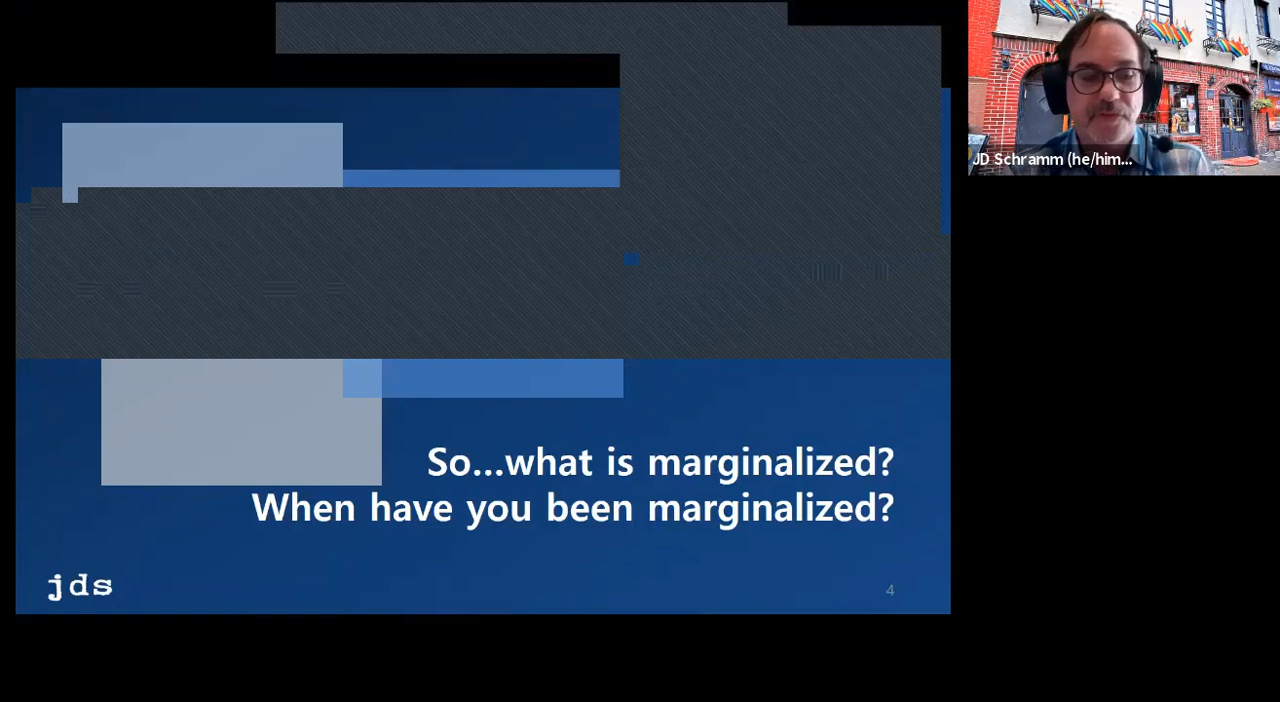 JD Schramm (he/him...
So...what is marginalized?
When have you been marginalized?
jds
4